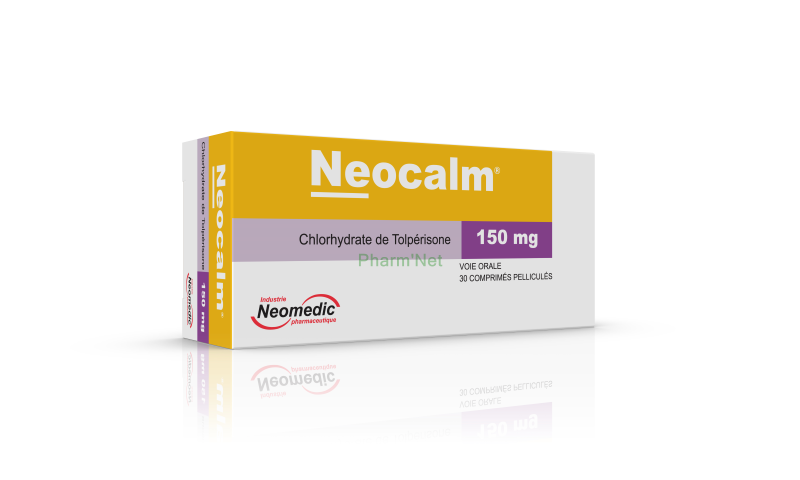 Neocalm®
Chlorhydrate de Tolpérisone
150 mg
Pharm'Net
VOIE ORALE
30 COMPRIMÉS PELLICULÉS
Industrie
Neomedic
pharmaceutique
Neocalm®
Chlorhydrate de Tolpérisone
150 mg
Neomedic